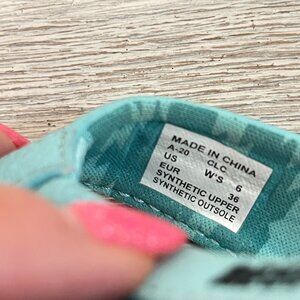 MADE IN CHINA
A-20 CLC
US W'S 6
EUR 36
SYNTHETIC UPPER
SYNTHETIC OUTSOLE